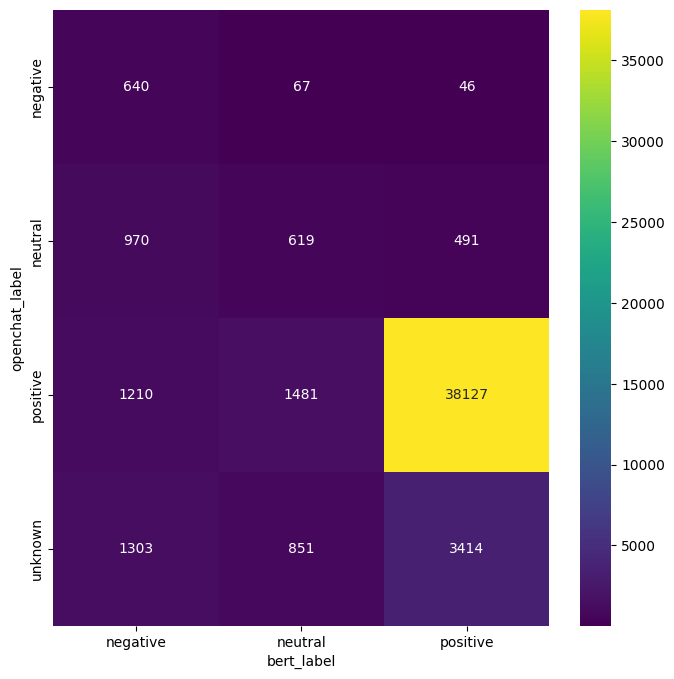 openchat_label
negative 640 67 46
neutral 970 619 491
positive 1210 1481 38127
unknown 1303 851 3414
negative neutral positive
bert_label
35000
30000
25000
20000
15000
10000
5000